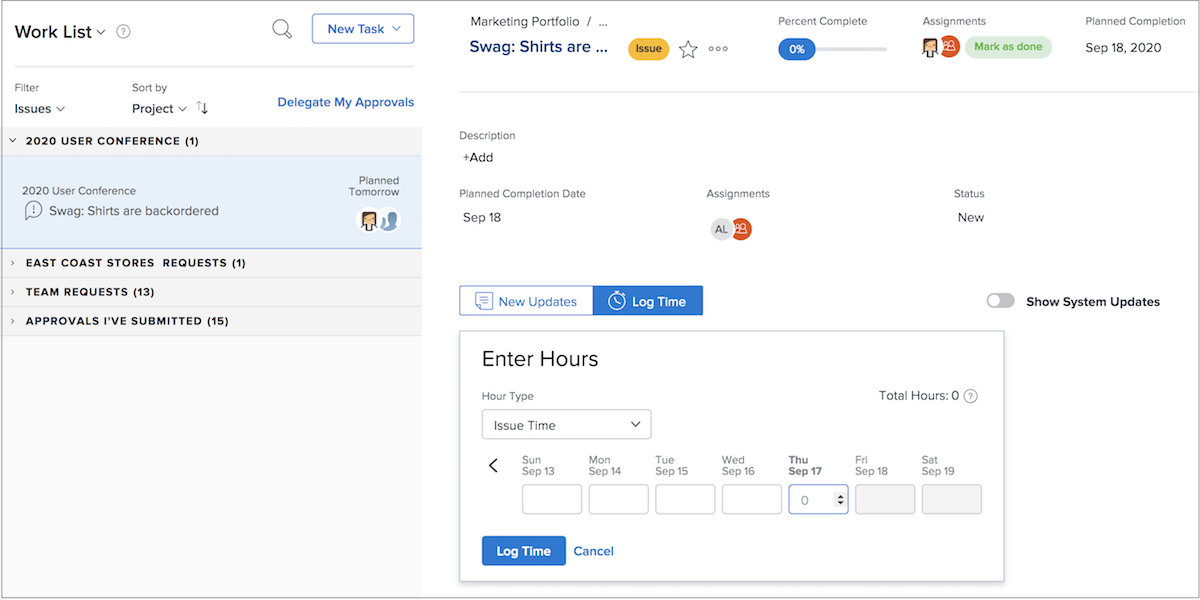 Work List
?
New Task
Filter
Issues
Sort by
Project
Delegate My Approvals
2020 USER CONFERENCE (1)
2020 User Conference
Swag: Shirts are backordered
Planned
Tomorrow
EAST COAST STORES  REQUESTS (1)
TEAM REQUESTS (13)
APPROVALS I'VE SUBMITTED (15)
Marketing Portfolio / ...
Swag: Shirts are ...
Issue
Percent Complete
0%
Assignments
Mark as done
Planned Completion
Sep 18, 2020
Description
+Add
Planned Completion Date
Sep 18
Assignments
AL
Status
New
New Updates
Log Time
Show System Updates
Enter Hours
Hour Type
Issue Time
Total Hours: 0 ?
Sun
Sep 13
Mon
Sep 14
Tue
Sep 15
Wed
Sep 16
Thu
Sep 17
Fri
Sep 18
Sat
Sep 19
0
Log Time
Cancel